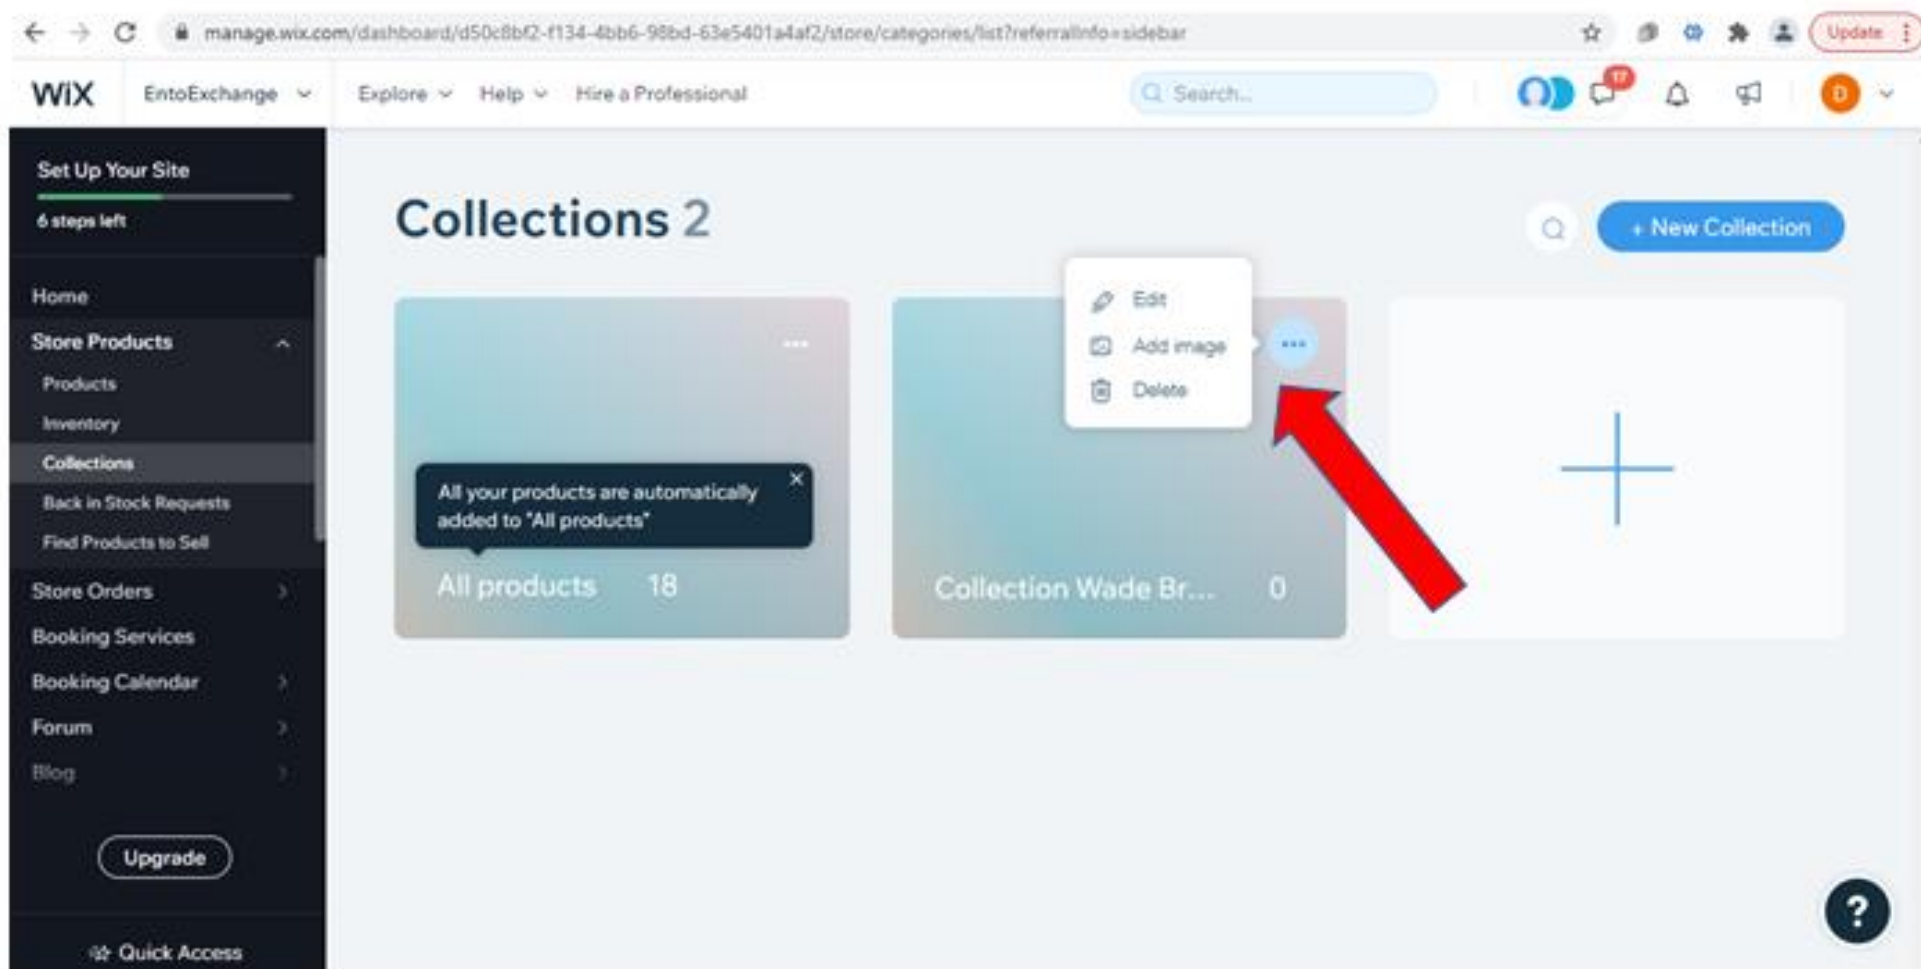 manage.wix.com/dashboard/d50c8bf2-f134-4bb6-98bd-63e5401a4af2/store/categories/list?referralInfo=sidebar
Update
WiX
EntoExchange
Explore
Help
Hire a Professional
Search...
17
D
Set Up Your Site
6 steps left
Home
Store Products
Products
Inventory
Collections
Back in Stock Requests
Find Products to Sell
Store Orders
Booking Services
Booking Calendar
Forum
Blog
Upgrade
Quick Access
Collections 2
+ New Collection
All your products are automatically
added to "All products"
All products 18
Edit
Add image
Delete
Collection Wade Br... 0
?